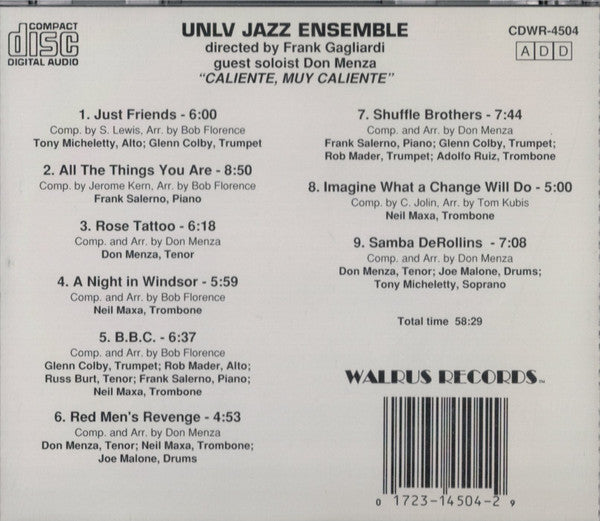 COMPACT
disc
DIGITAL AUDIO
UNLV JAZZ ENSEMBLE
directed by Frank Gagliardi
guest soloist Don Menza
"CALIENTE, MUY CALIENTE"
CDWR-4504
A D D
1. Just Friends - 6:00
Comp. by S. Lewis, Arr. by Bob Florence
Tony Micheletty, Alto; Glenn Colby, Trumpet
2. All The Things You Are - 8:50
Comp. by Jerome Kern, Arr. by Bob Florence
Frank Salerno, Piano
3. Rose Tattoo - 6:18
Comp. and Arr. by Don Menza
Don Menza, Tenor
4. A Night in Windsor - 5:59
Comp. and Arr. by Bob Florence
Neil Maxa, Trombone
5. B.B.C. - 6:37
Comp. and Arr. by Bob Florence
Glenn Colby, Trumpet; Rob Mader, Alto;
Russ Burt, Tenor; Frank Salerno, Piano;
Neil Maxa, Trombone
6. Red Men's Revenge - 4:53
Comp. and Arr. by Don Menza
Don Menza, Tenor; Neil Maxa, Trombone;
Joe Malone, Drums
7. Shuffle Brothers - 7:44
Comp. and Arr. by Don Menza
Frank Salerno, Piano; Glenn Colby, Trumpet;
Rob Mader, Trumpet; Adolfo Ruiz, Trombone
8. Imagine What a Change Will Do - 5:00
Comp. by C. Jolin, Arr. by Tom Kubis
Neil Maxa, Trombone
9. Samba DeRollins - 7:08
Comp. and Arr. by Don Menza
Don Menza, Tenor; Joe Malone, Drums;
Tony Micheletty, Soprano
Total time 58:29
WALRUS RECORDS™
0 1723-14504-2 9